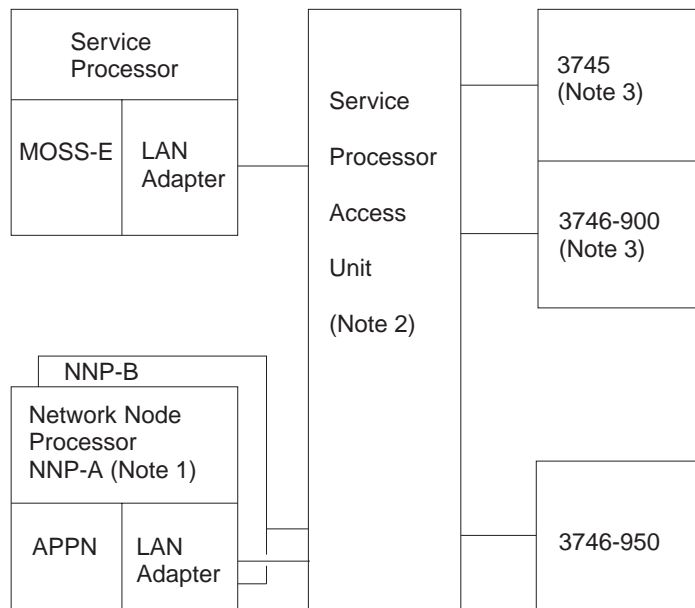 Service
Processor
MOSS-E
LAN
Adapter
NNP-B
Network Node
Processor
NNP-A (Note 1)
APPN
LAN
Adapter
Service
Processor
Access
Unit
(Note 2)
3745
(Note 3)
3746-900
(Note 3)
3746-950